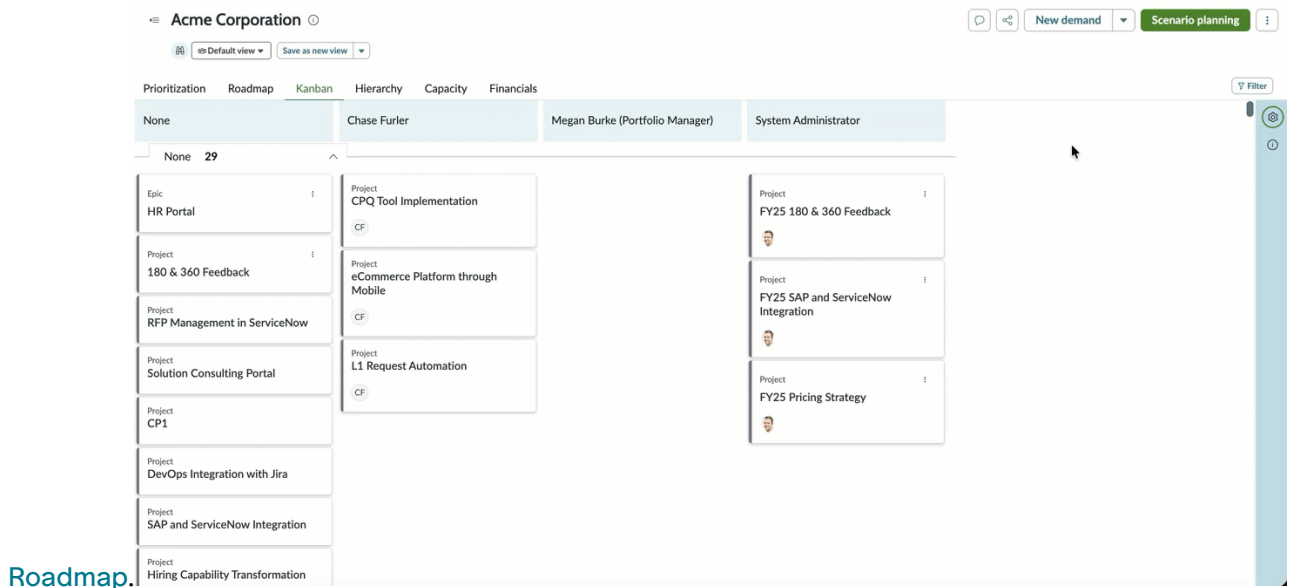 Acme Corporation
New demand
Scenario planning
Default view
Save as new view
Prioritization
Roadmap
Kanban
Hierarchy
Capacity
Financials
Filter
None
Chase Furler
Megan Burke (Portfolio Manager)
System Administrator
None 29
Epic
HR Portal
Project
180 & 360 Feedback
Project
RFP Management in ServiceNow
Project
Solution Consulting Portal
Project
CP1
Project
DevOps Integration with Jira
Project
SAP and ServiceNow Integration
Project
Hiring Capability Transformation
Project
CPQ Tool Implementation
CF
Project
eCommerce Platform through
Mobile
CF
Project
L1 Request Automation
CF
Project
FY25 180 & 360 Feedback
Project
FY25 SAP and ServiceNow
Integration
Project
FY25 Pricing Strategy
Roadmap.